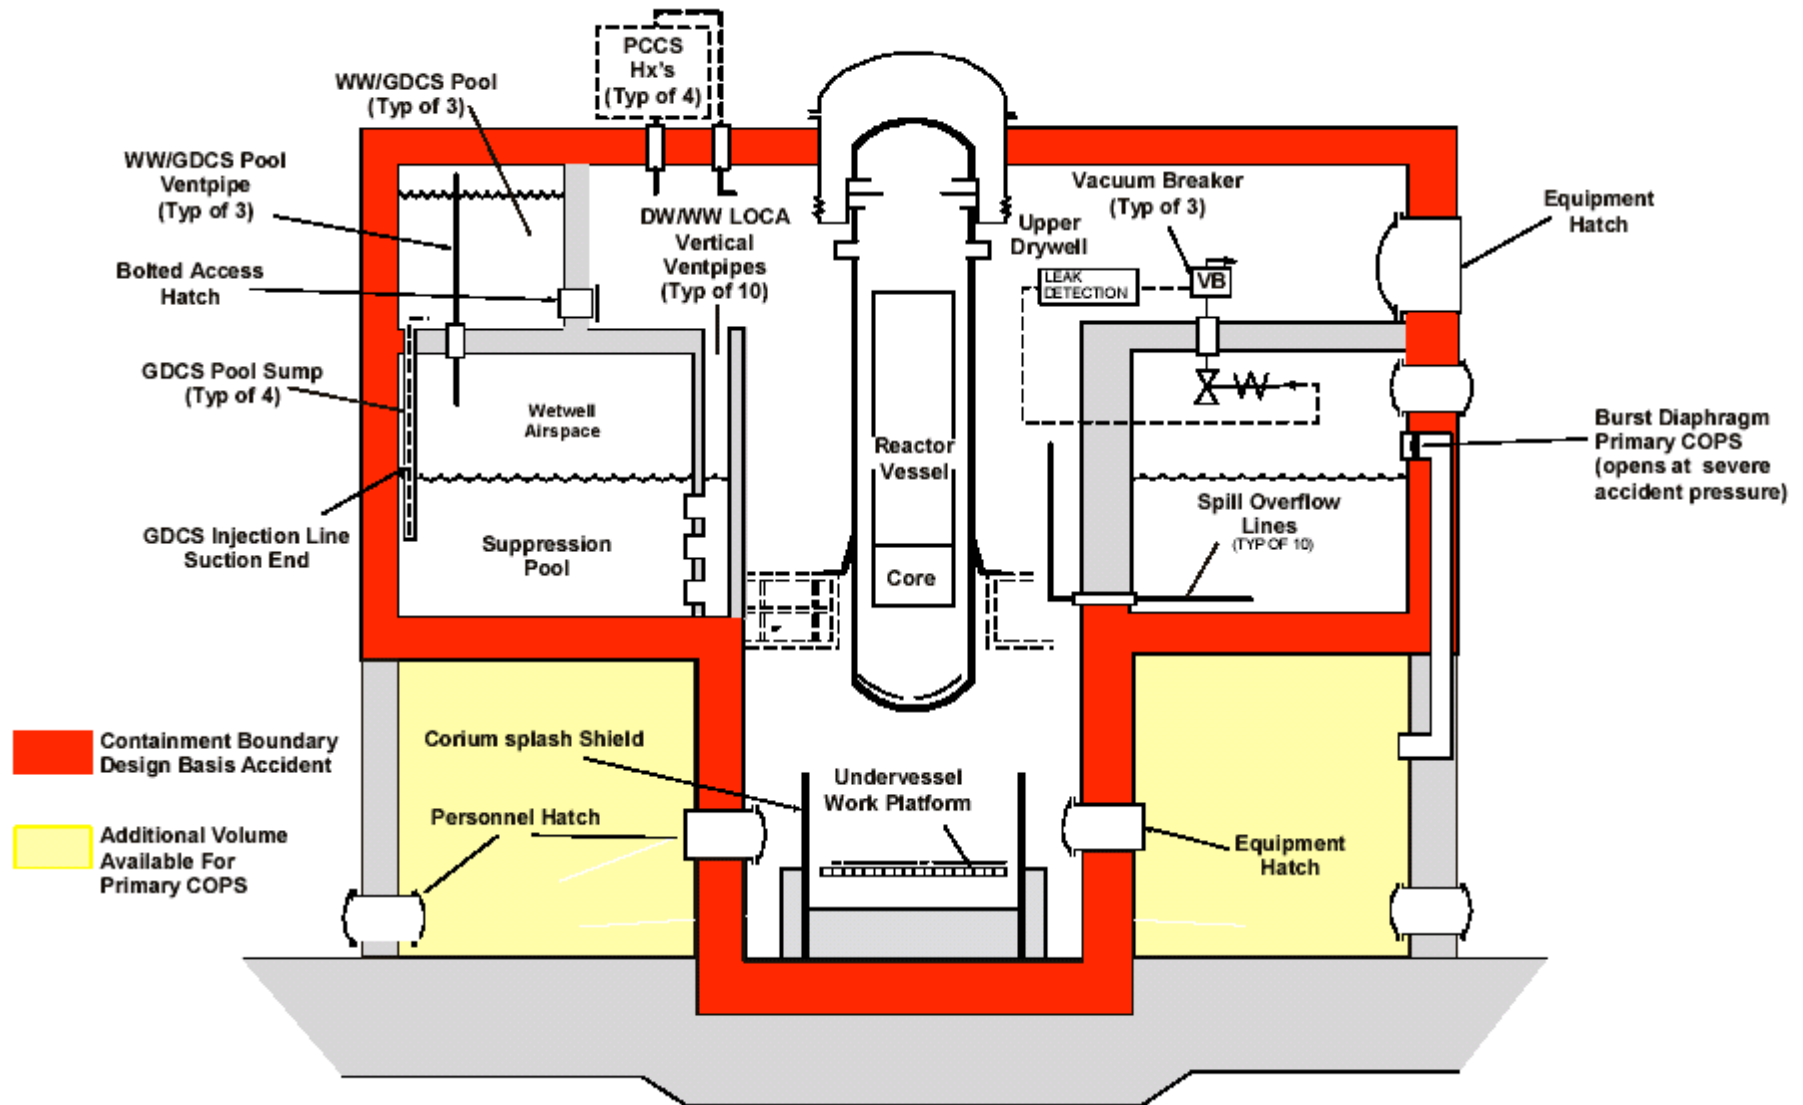 PCCS
Hx's
(Typ of 4)
WW/GDCS Pool
(Typ of 3)
WW/GDCS Pool
Ventpipe
(Typ of 3)
Bolted Access
Hatch
GDCS Pool Sump
(Typ of 4)
GDCS Injection Line
Suction End
DW/WW LOCA
Vertical
Ventpipes
(Typ of 10)
Wetwell
Airspace
Suppression
Pool
Upper
Drywell
Vacuum Breaker
(Typ of 3)
LEAK
DETECTION
VB
Equipment
Hatch
Reactor
Vessel
Core
Spill Overflow
Lines
(TYP OF 10)
Burst Diaphragm
Primary COPS
(opens at severe
accident pressure)
Containment Boundary
Design Basis Accident
Additional Volume
Available For
Primary COPS
Corium splash Shield
Personnel Hatch
Undervessel
Work Platform
Equipment
Hatch